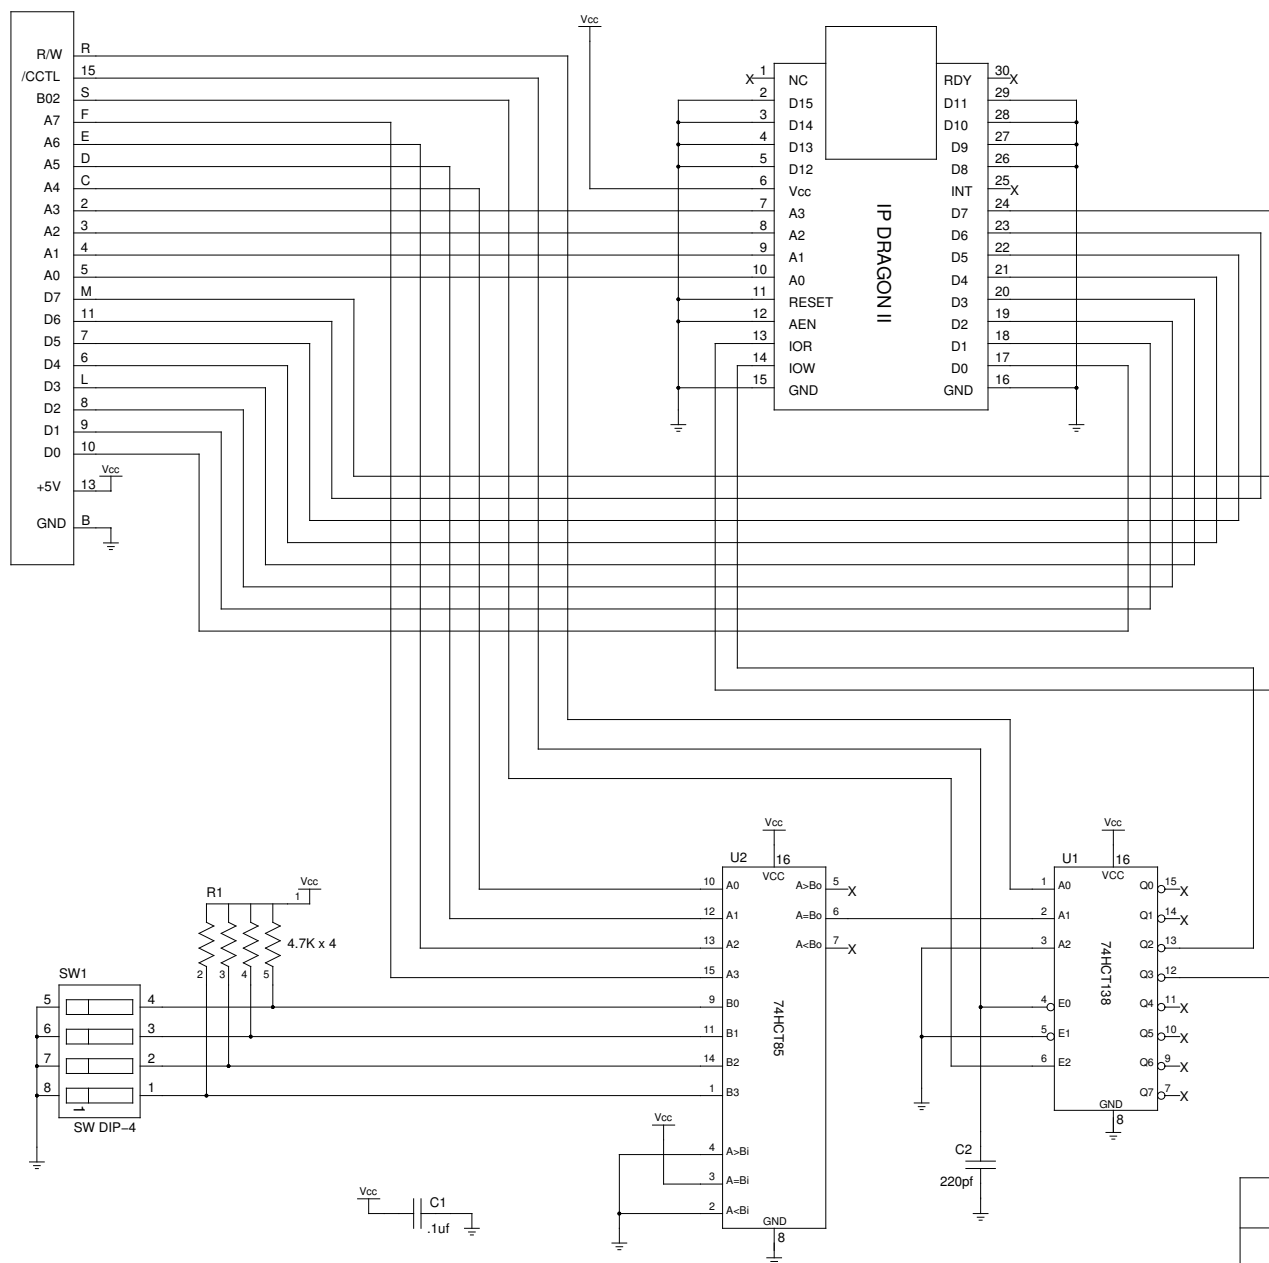 R/W R
/CCTL 15
B02 S
A7 F
A6 E
A5 D
A4 C
A3 2
A2 3
A1 4
A0 5
D7 M
D6 11
D5 7
D4 6
D3 L
D2 8
D1 9
D0 10
+5V 13 Vcc
GND B
Vcc
X 1 NC RDY 30 X
2 D15 D11 29
3 D14 D10 28
4 D13 D9 27
5 D12 D8 26
6 Vcc INT 25 X
7 A3 D7 24
8 A2 D6 23
9 A1 D5 22
10 A0 D4 21
11 RESET D3 20
12 AEN D2 19
13 IOR D1 18
14 IOW D0 17
15 GND GND 16
IP DRAGON II
R1
Vcc
1
4.7K x 4
2 3 4 5
SW1
5 4
6 3
7 2
8 1
1
SW DIP-4
Vcc
C1
.1uf
Vcc
U2 16
VCC
10 A0 A>Bo 5 X
12 A1 A=Bo 6
13 A2 A<Bo 7 X
15 A3
9 B0
11 B1
14 B2
1 B3
74HCT85
Vcc
4 A>Bi
3 A=Bi
2 A<Bi
GND
8
Vcc
U1 16
VCC
1 A0 Q0 15 X
2 A1 Q1 14 X
3 A2 Q2 13
Q3 12
4 E0 Q4 11 X
5 E1 Q5 10 X
6 E2 Q6 9 X
Q7 7 X
74HCT138
GND
8
C2
220pf